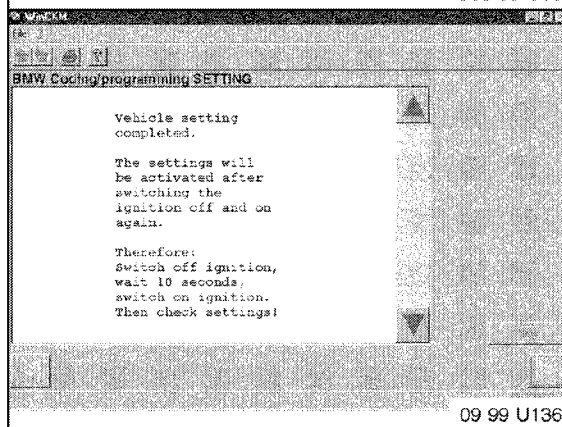 WinCKM
BMW Coding/programming SETTING
Vehicle setting
completed.
The settings will
be activated after
switching the
ignition off and on
again.
Therefore:
Switch off ignition,
wait 10 seconds,
switch on ignition.
Then check settings!
09 99 U136